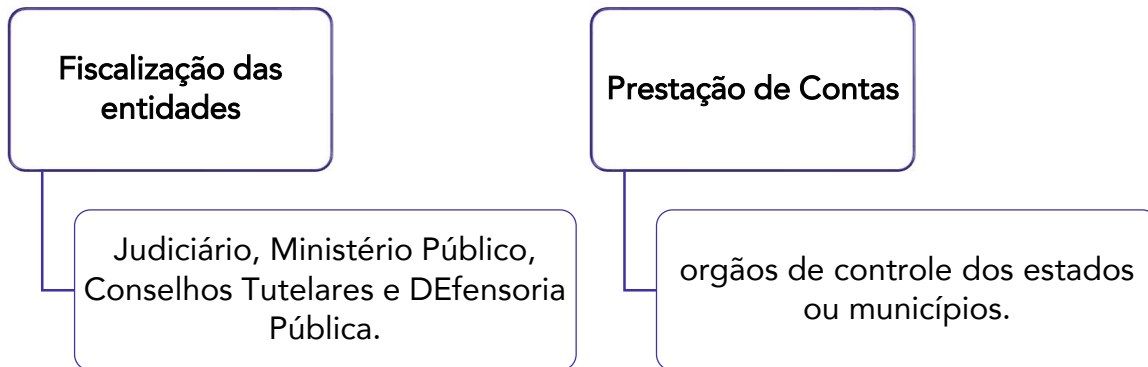 Fiscalização das
entidades
Judiciário, Ministério Público,
Conselhos Tutelares e DEfensoria
Pública.
Prestação de Contas
orgãos de controle dos estados
ou municípios.